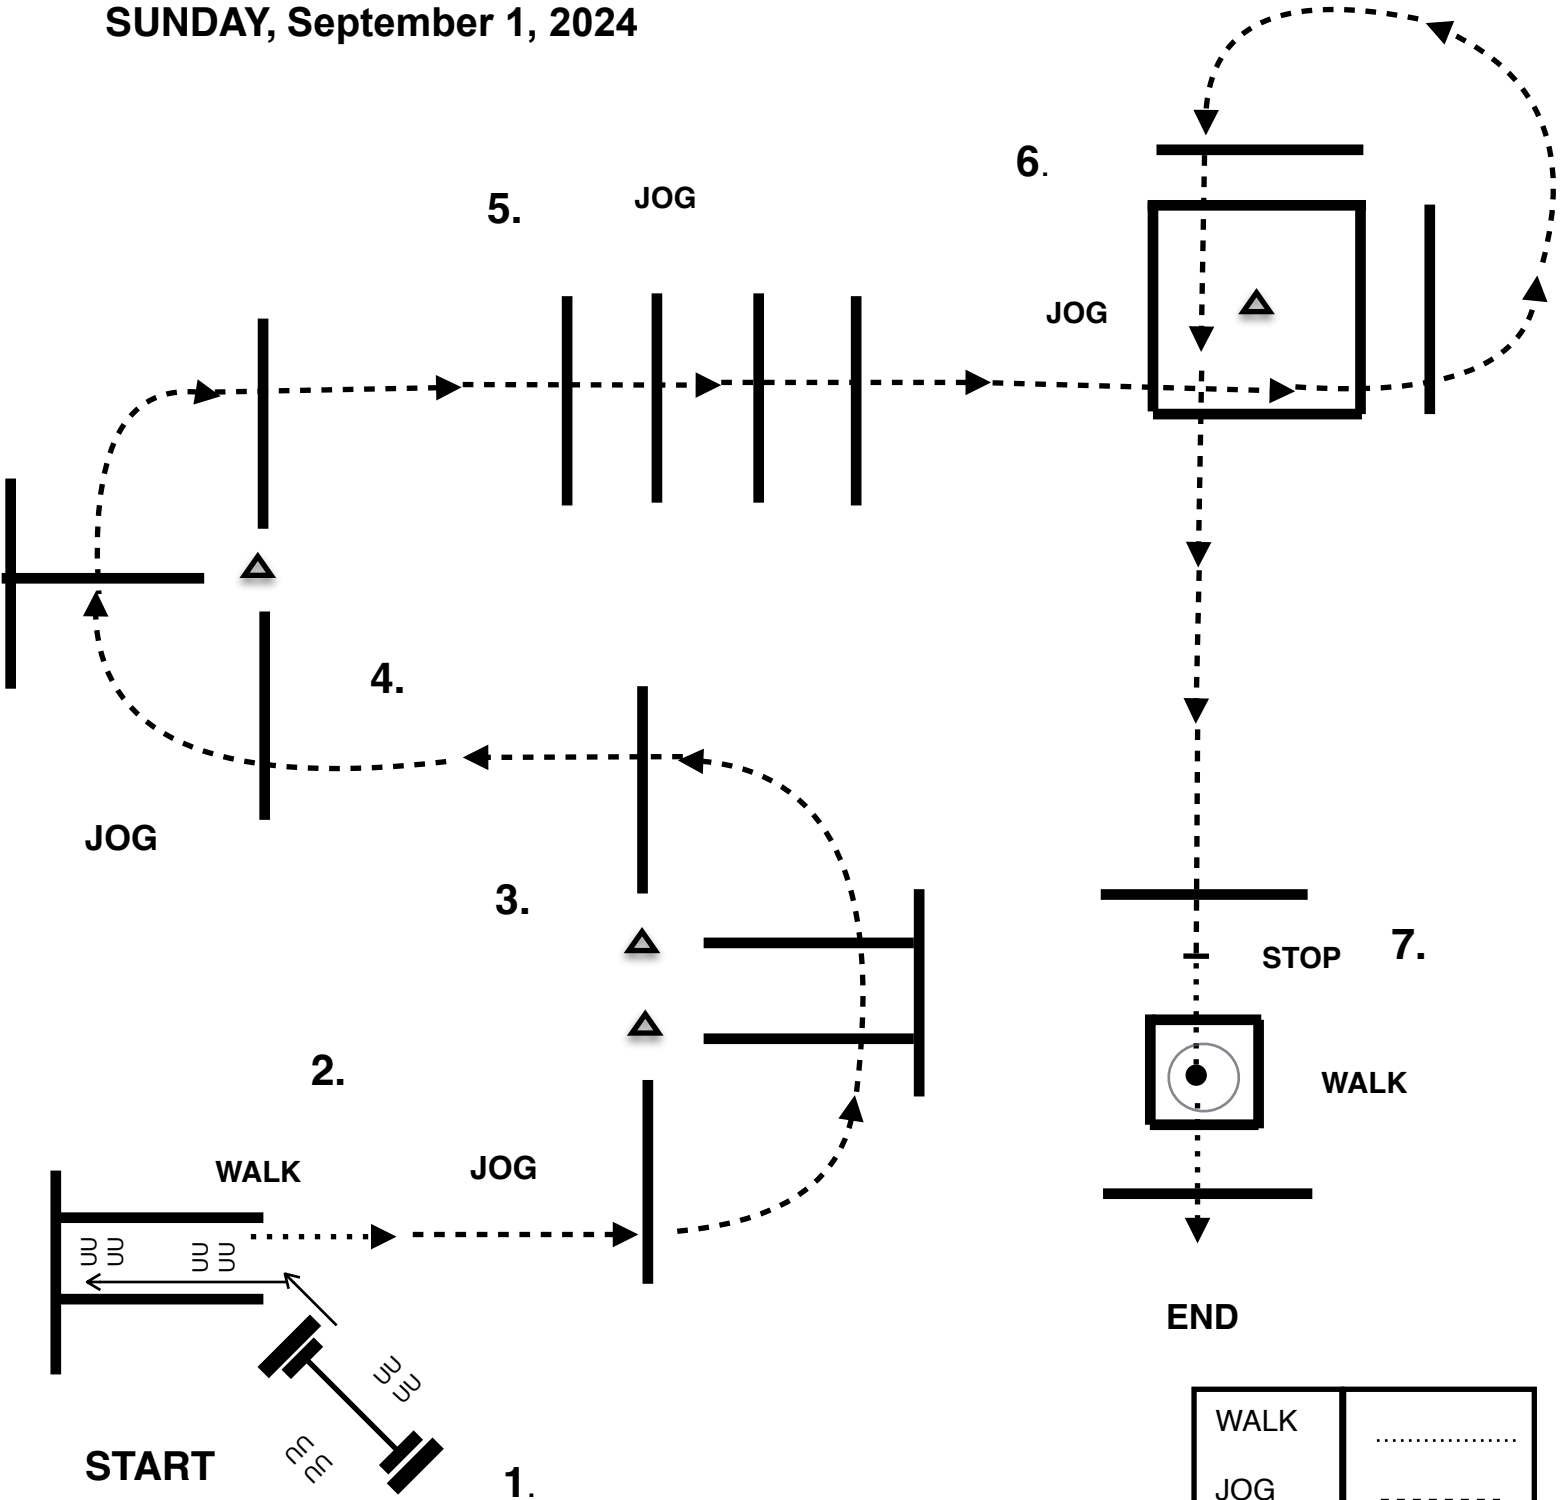 SUNDAY, September 1, 2024
6.
5.
JOG
JOG
4.
JOG
3.
7.
STOP
2.
WALK
WALK
JOG
END
START
1.
WALK
JOG